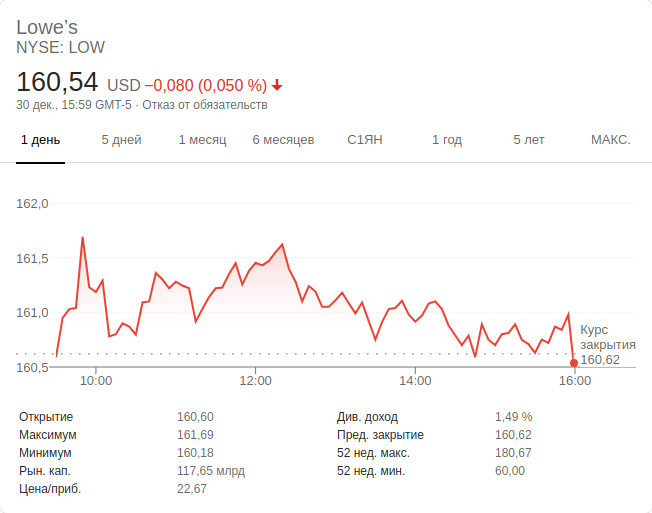 Lowe’s
NYSE: LOW
160,54 USD −0,080 (0,050 %)
30 дек., 15:59 GMT-5 · Отказ от обязательств
1 день 5 дней 1 месяц 6 месяцев С1ЯН 1 год 5 лет МАКС.
162,0
161,5
161,0
160,5
Курс
закрытия
160,62
10:00 12:00 14:00 16:00
Открытие 160,60 Див. доход 1,49 %
Максимум 161,69 Пред. закрытие 160,62
Минимум 160,18 52 нед. макс. 180,67
Рын. кап. 117,65 млрд 52 нед. мин. 60,00
Цена/приб. 22,67